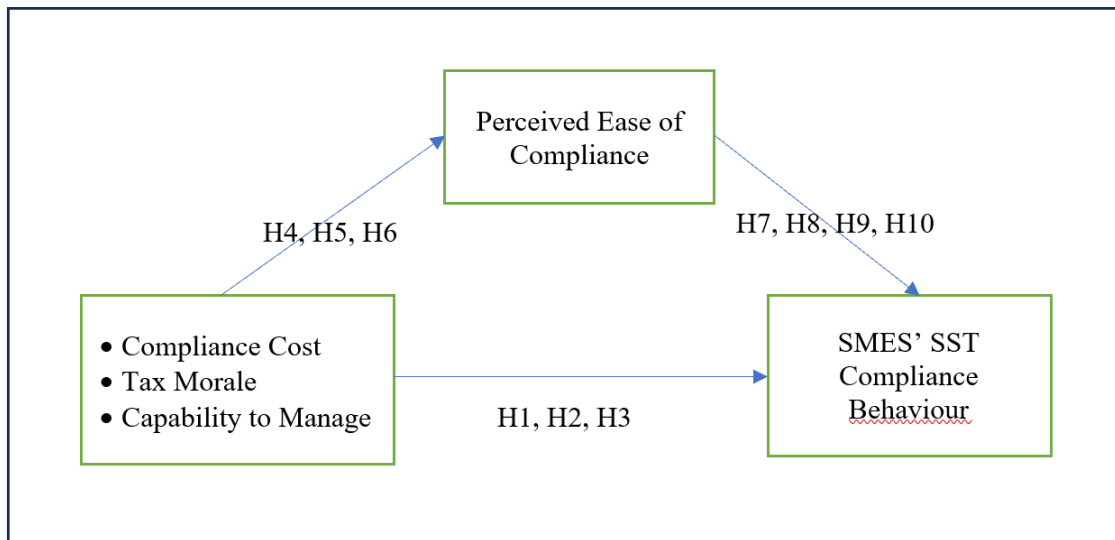 Perceived Ease of
Compliance
H4, H5, H6
H7, H8, H9, H10
• Compliance Cost
• Tax Morale
• Capability to Manage
SMES’ SST
Compliance
Behaviour
H1, H2, H3